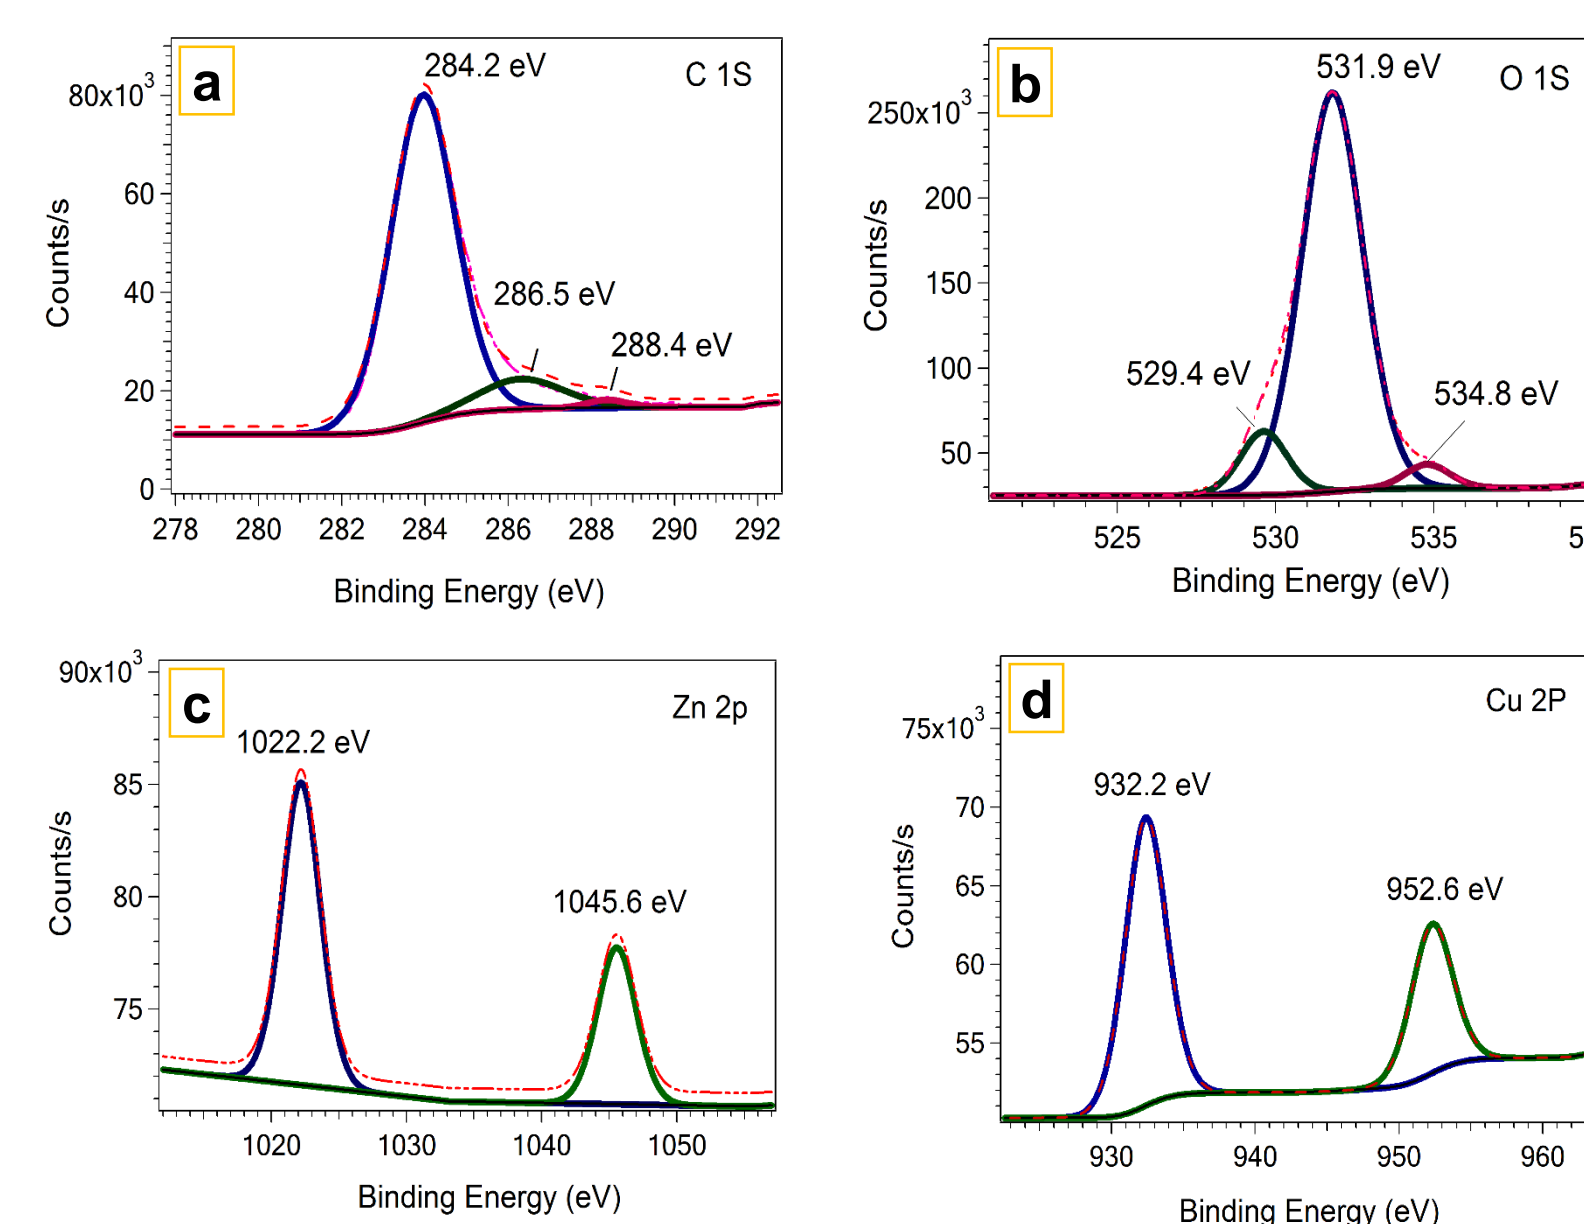 a
284.2 eV
C 1S
80x10³
60
40
20
0
286.5 eV
288.4 eV
Counts/s
278 280 282 284 286 288 290 292
Binding Energy (eV)
b
531.9 eV
O 1S
250x10³
200
150
100
50
529.4 eV
534.8 eV
Counts/s
525 530 535 5
Binding Energy (eV)
c
Zn 2p
90x10³
85
80
75
1022.2 eV
1045.6 eV
Counts/s
1020 1030 1040 1050
Binding Energy (eV)
d
Cu 2P
75x10³
70
65
60
55
932.2 eV
952.6 eV
Counts/s
930 940 950 960
Binding Energy (eV)